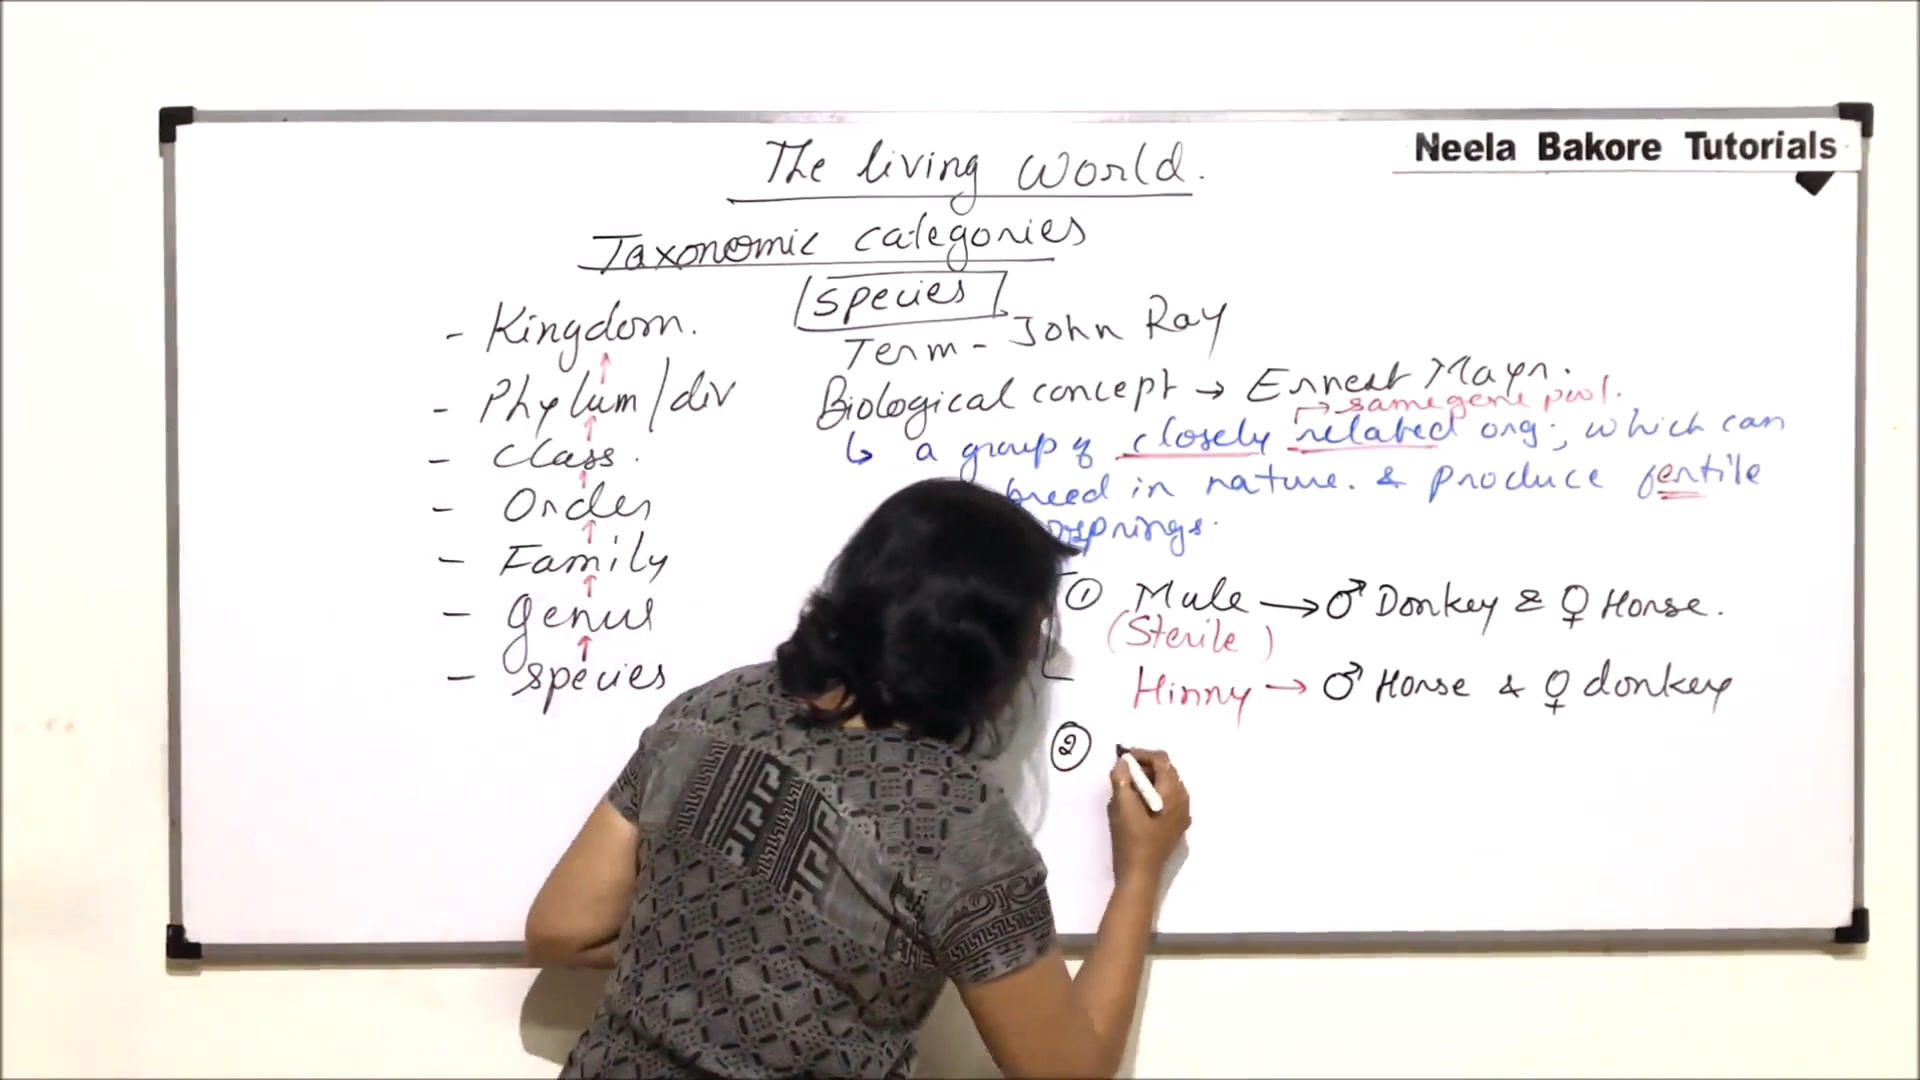 Neela Bakore Tutorials
The living world.
Taxonomic categories
- Kingdom.
- Phylum/div
- class.
- Order
- Family
- genus
- species
species
Term - John Ray
Biological concept → Ernest Mayr.
same gene pool.
↳ a group of closely related org., which can
breed in nature. & produce fertile
springs.
① Mule → ♂ Donkey & ♀ Horse.
(Sterile)
Hinny → ♂ Horse & ♀ donkey
②